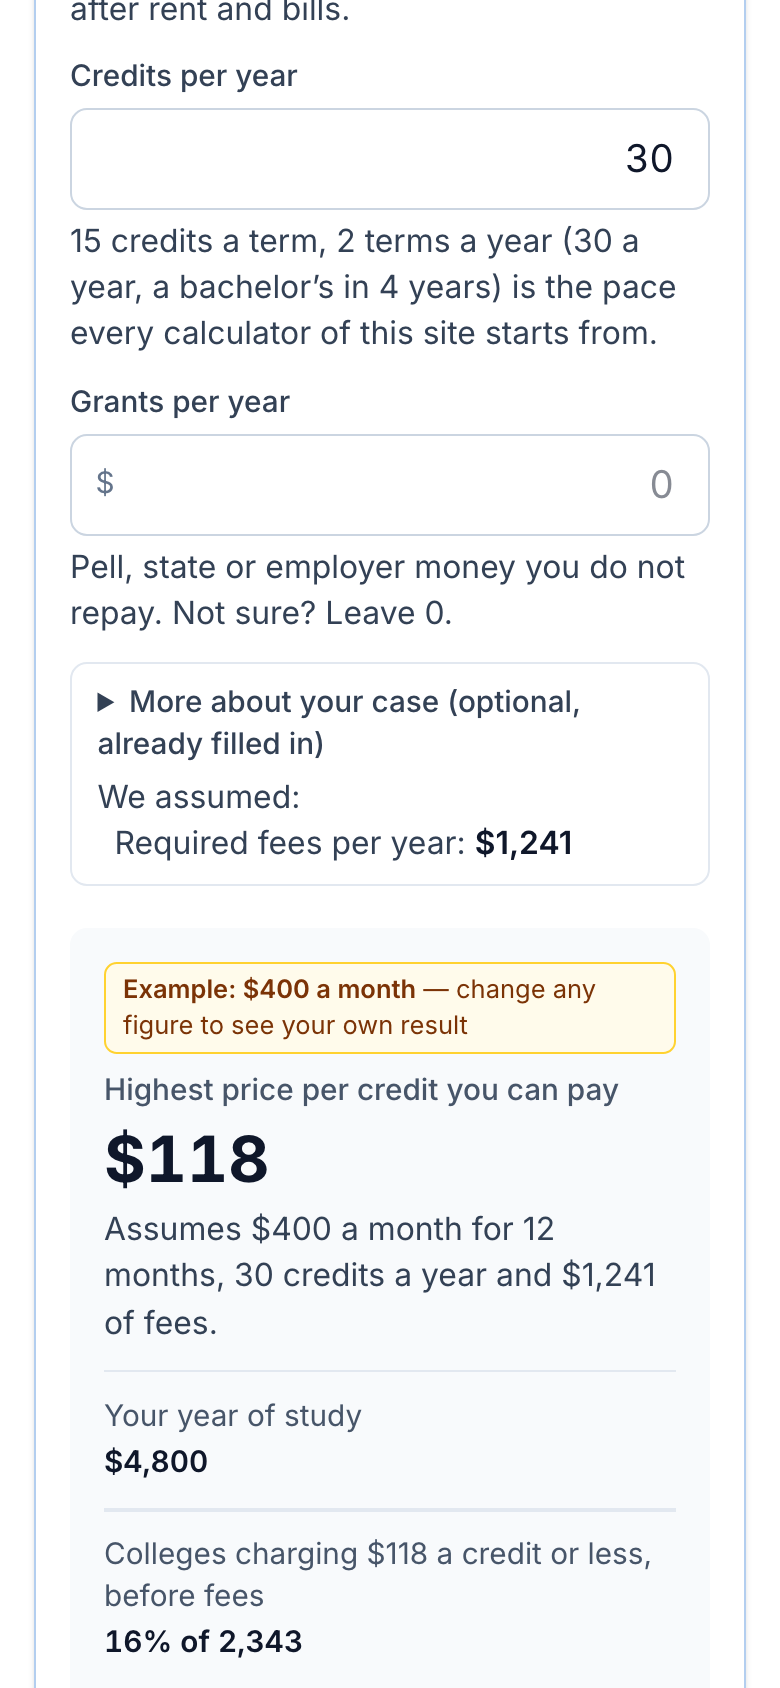 after rent and bills.
Credits per year
30
15 credits a term, 2 terms a year (30 a
year, a bachelor’s in 4 years) is the pace
every calculator of this site starts from.
Grants per year
$ 0
Pell, state or employer money you do not
repay. Not sure? Leave 0.
▶ More about your case (optional,
already filled in)
We assumed:
Required fees per year: $1,241
Example: $400 a month — change any
figure to see your own result
Highest price per credit you can pay
$118
Assumes $400 a month for 12
months, 30 credits a year and $1,241
of fees.
Your year of study
$4,800
Colleges charging $118 a credit or less,
before fees
16% of 2,343